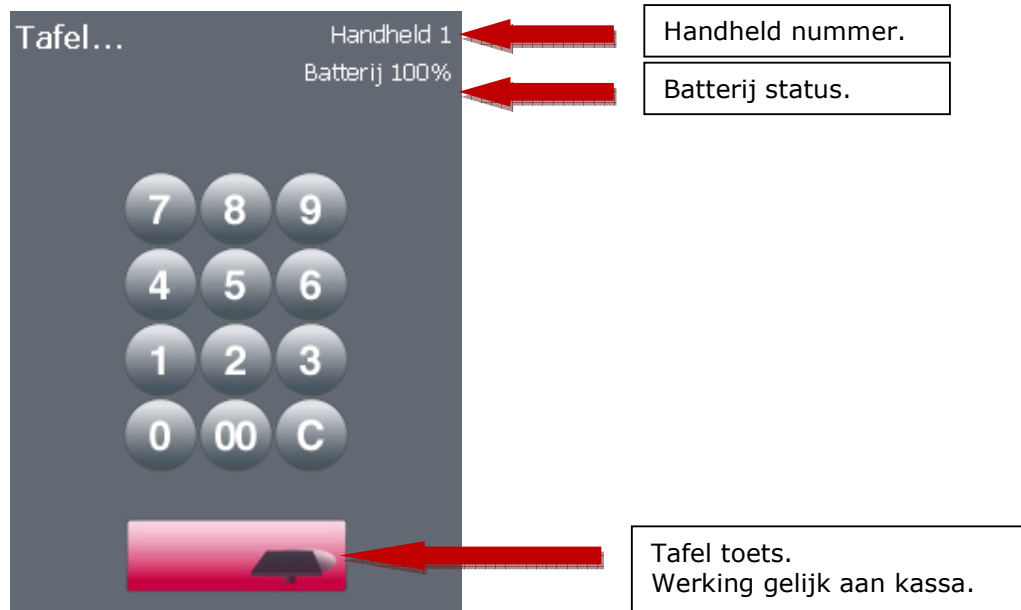 Tafel...
Handheld 1
Handheld nummer.
Batterij 100%
Batterij status.
7 8 9
4 5 6
1 2 3
0 00 C
Tafel toets.
Werking gelijk aan kassa.